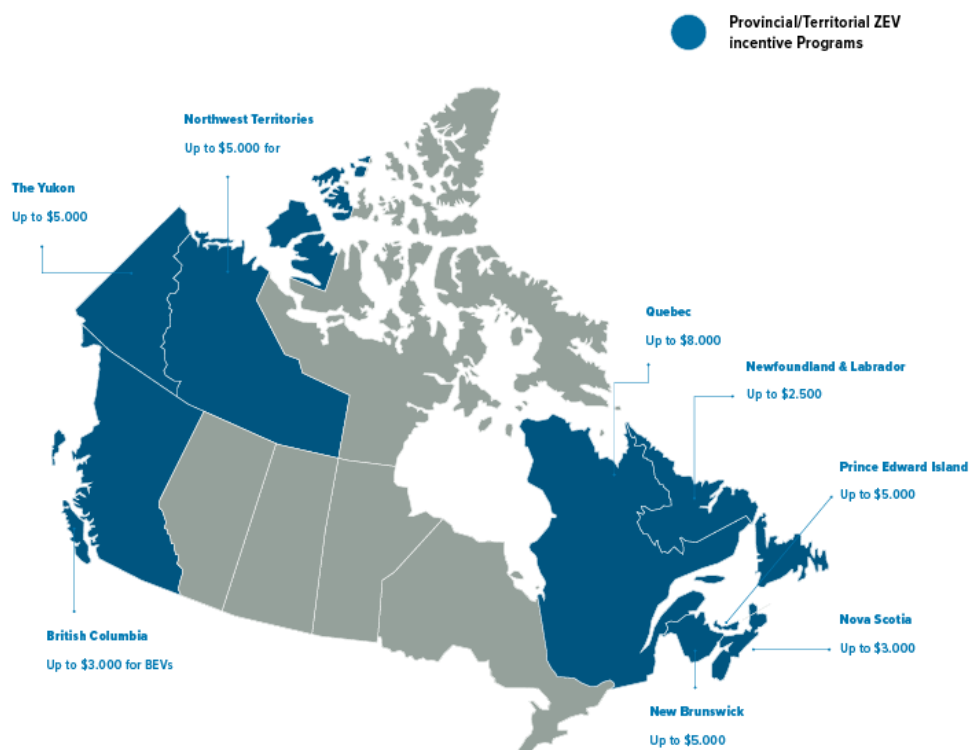 Provincial/Territorial ZEV
incentive Programs
Northwest Territories
Up to $5.000 for
The Yukon
Up to $5.000
Quebec
Up to $8.000
Newfoundland & Labrador
Up to $2.500
Prince Edward Island
Up to $5.000
British Columbia
Up to $3.000 for BEVs
Nova Scotia
Up to $3.000
New Brunswick
Up to $5.000